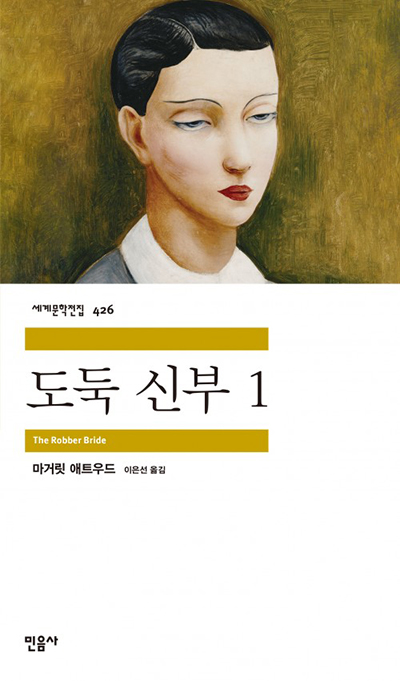 세계문학전집 426
도둑 신부 1
The Robber Bride
마거릿 애트우드 이은선 옮김
민음사